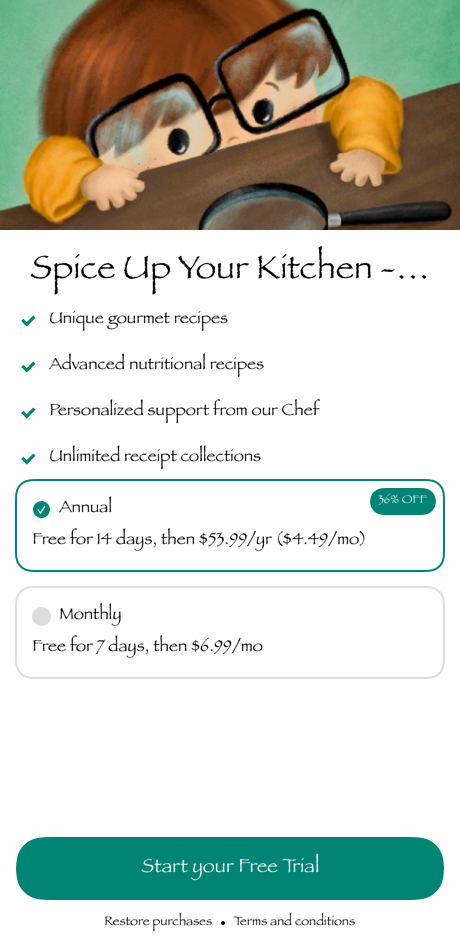 Spice Up Your Kitchen -...
Unique gourmet recipes
Advanced nutritional recipes
Personalized support from our Chef
Unlimited receipt collections
Annual
36% OFF
Free for 14 days, then $53.99/yr ($4.49/mo)
Monthly
Free for 7 days, then $6.99/mo
Start your Free Trial
Restore purchases • Terms and conditions